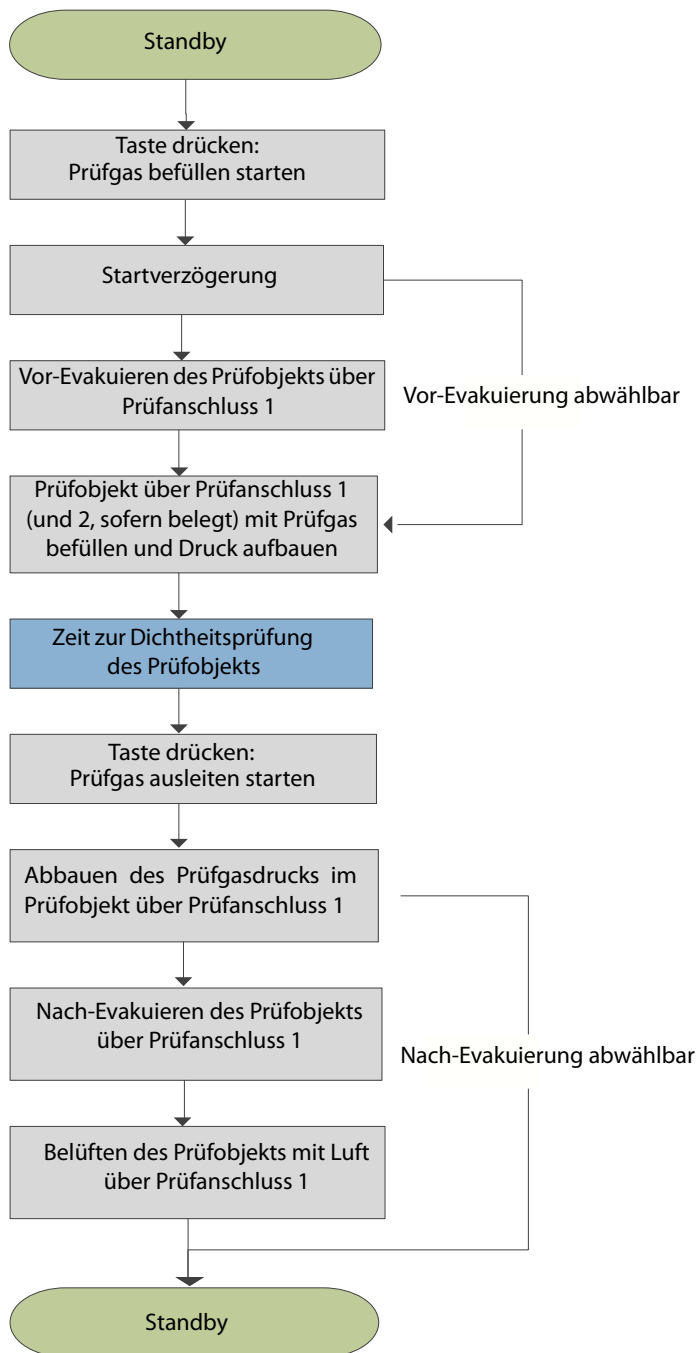 Standby
Taste drücken:
Prüfgas befüllen starten
Startverzögerung
Vor-Evakuieren des Prüfobjekts über
Prüfanschluss 1
Vor-Evakuierung abwählbar
Prüfobjekt über Prüfanschluss 1
(und 2, sofern belegt) mit Prüfgas
befüllen und Druck aufbauen
Zeit zur Dichtheitsprüfung
des Prüfobjekts
Taste drücken:
Prüfgas ausleiten starten
Abbauen des Prüfgasdrucks im
Prüfobjekt über Prüfanschluss 1
Nach-Evakuieren des Prüfobjekts
über Prüfanschluss 1
Nach-Evakuierung abwählbar
Belüften des Prüfobjekts mit Luft
über Prüfanschluss 1
Standby